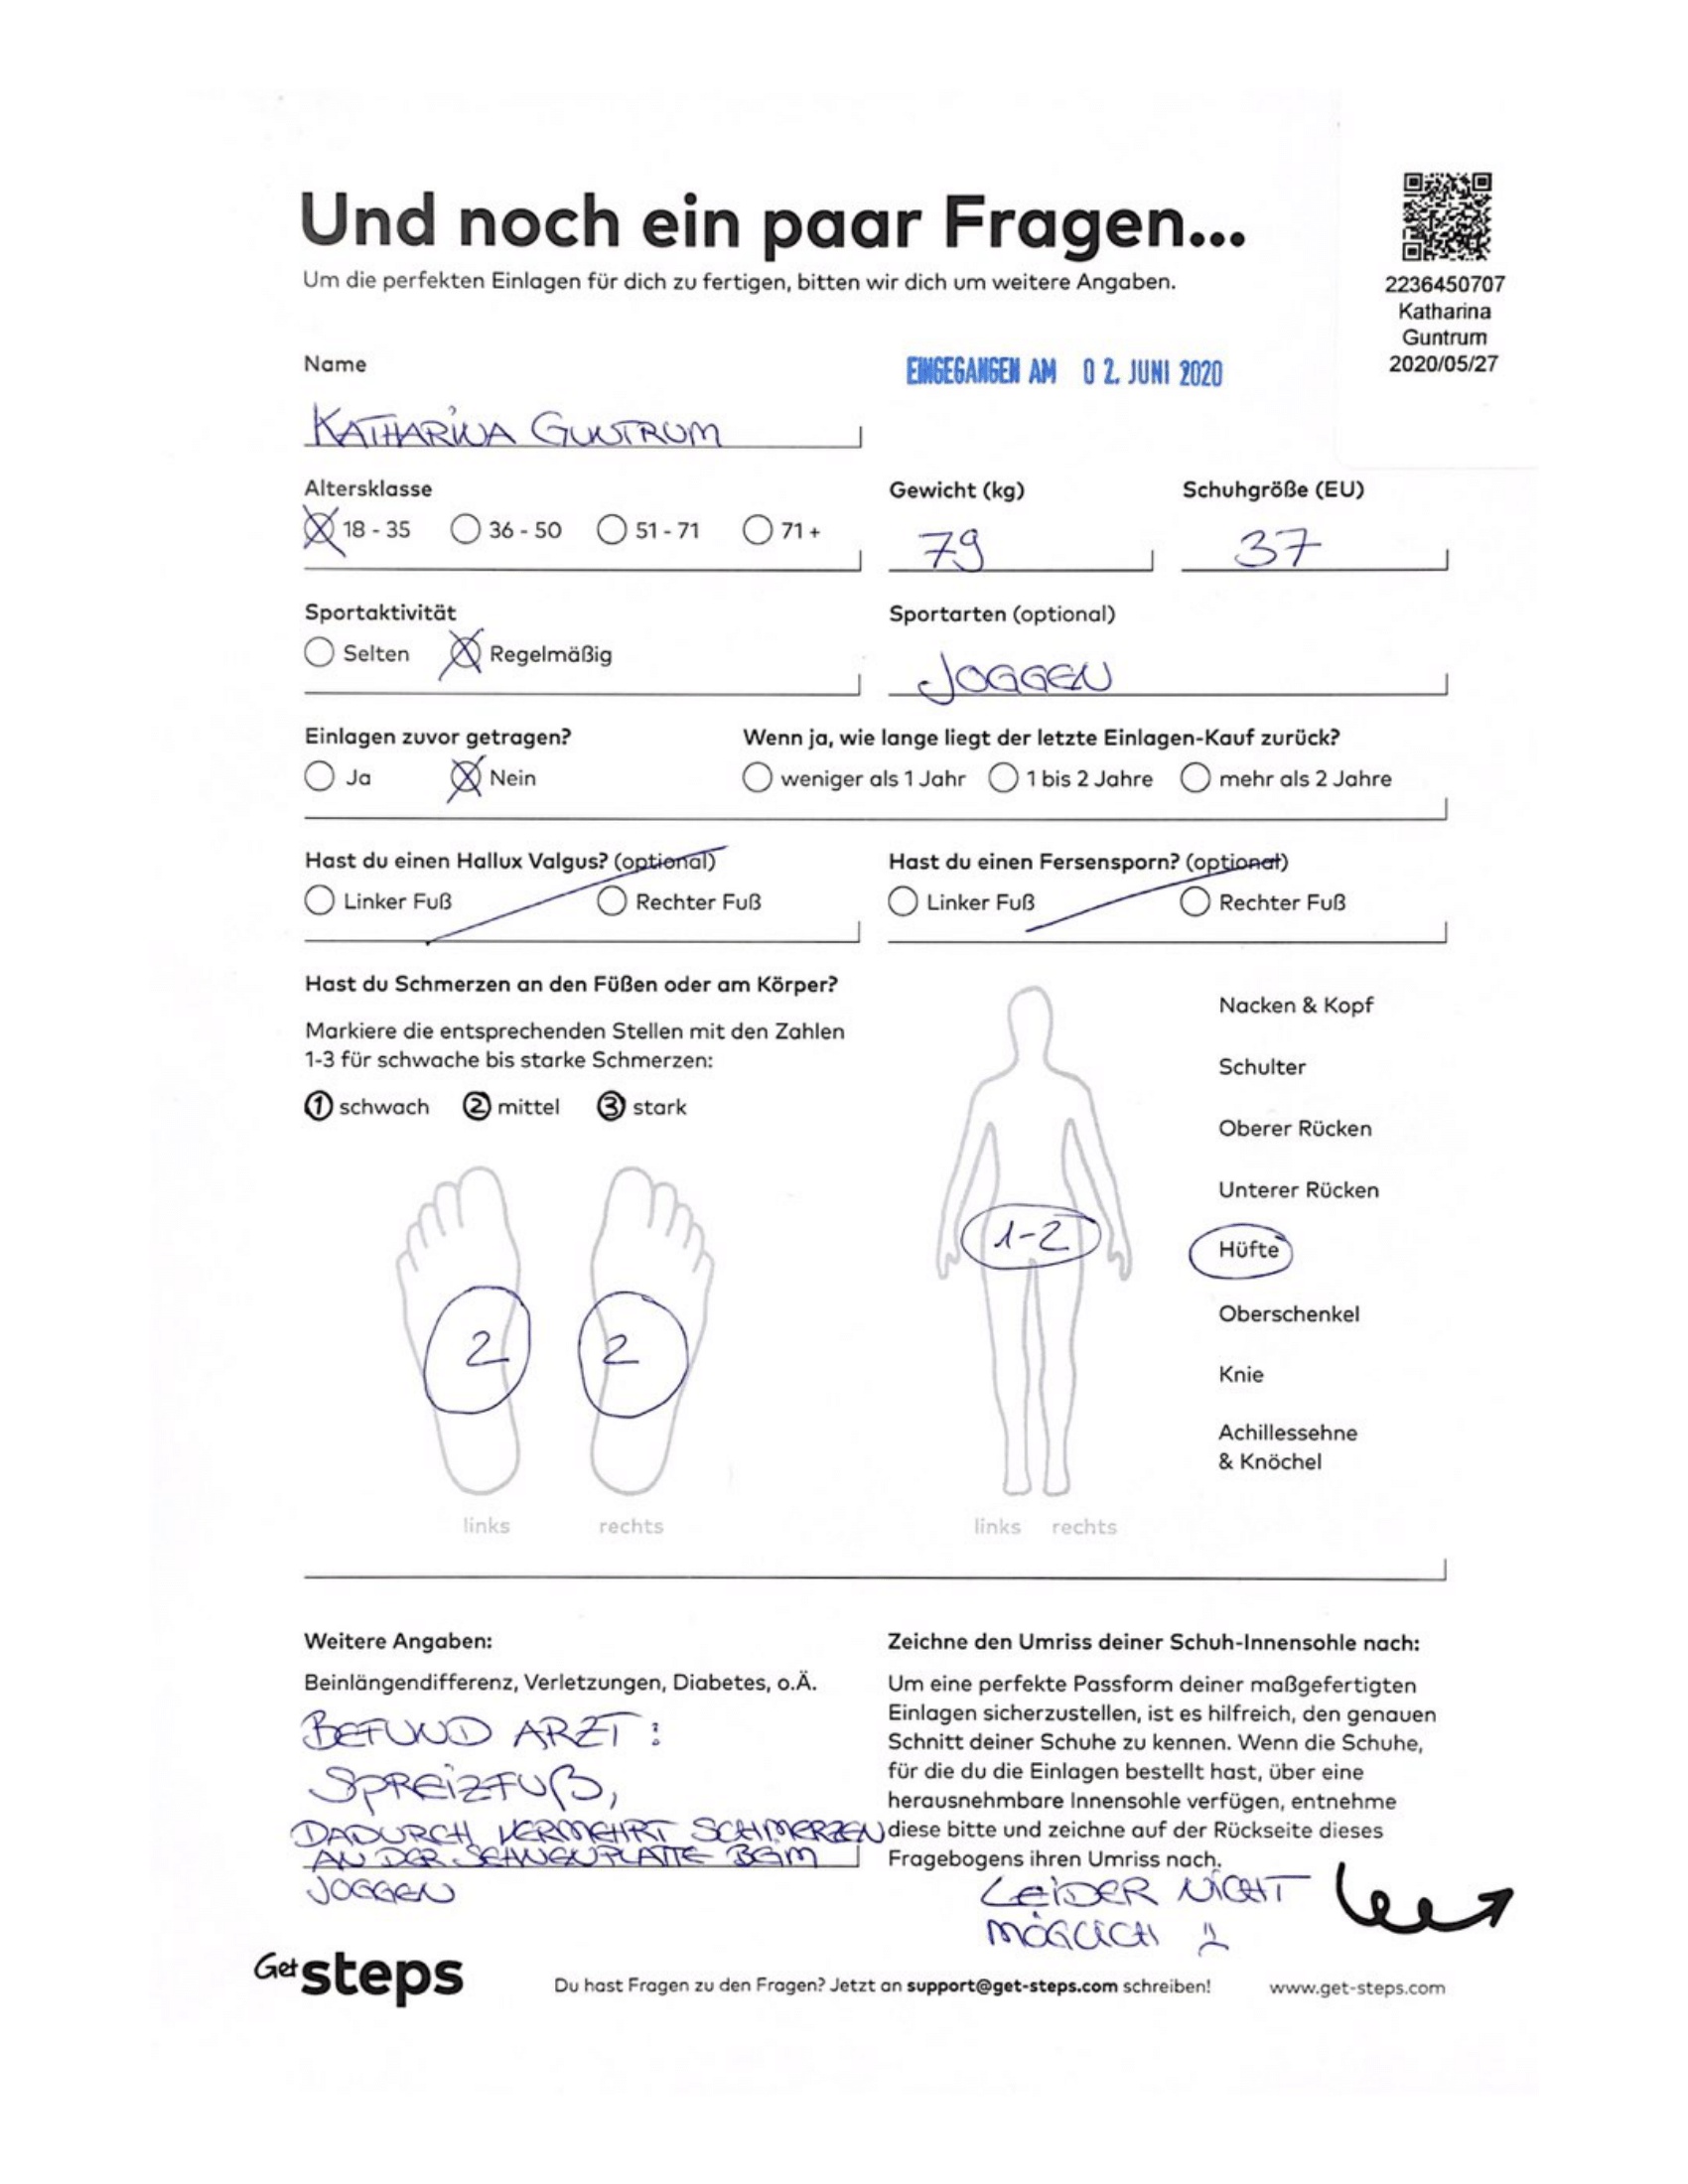 Und noch ein paar Fragen...
Um die perfekten Einlagen für dich zu fertigen, bitten wir dich um weitere Angaben.
2236450707
Katharina
Guntrum
2020/05/27
Name
EINGEGANGEN AM 02. JUNI 2020
KATHARINA GUNTRUM
Altersklasse
Gewicht (kg)
Schuhgröße (EU)
18 - 35 36 - 50 51 - 71 71 +
79
37
Sportaktivität
Sportarten (optional)
Selten Regelmäßig
JOGGEN
Einlagen zuvor getragen?
Wenn ja, wie lange liegt der letzte Einlagen-Kauf zurück?
Ja Nein
weniger als 1 Jahr 1 bis 2 Jahre mehr als 2 Jahre
Hast du einen Hallux Valgus? (optional)
Hast du einen Fersensporn? (optional)
Linker Fuß Rechter Fuß
Linker Fuß Rechter Fuß
Hast du Schmerzen an den Füßen oder am Körper?
Markiere die entsprechenden Stellen mit den Zahlen
1-3 für schwache bis starke Schmerzen:
1 schwach 2 mittel 3 stark
2 2
links rechts
1-2
links rechts
Nacken & Kopf
Schulter
Oberer Rücken
Unterer Rücken
Hüfte
Oberschenkel
Knie
Achillessehne
& Knöchel
Weitere Angaben:
Beinlängendifferenz, Verletzungen, Diabetes, o.Ä.
BEFUND ARZT:
SPREIZFUß,
DADURCH VERMEHRT SCHMERZEN
AN DER SEHNENPLATTE BEIM
JOGGEN
Zeichne den Umriss deiner Schuh-Innensohle nach:
Um eine perfekte Passform deiner maßgefertigten
Einlagen sicherzustellen, ist es hilfreich, den genauen
Schnitt deiner Schuhe zu kennen. Wenn die Schuhe,
für die du die Einlagen bestellt hast, über eine
herausnehmbare Innensohle verfügen, entnehme
diese bitte und zeichne auf der Rückseite dieses
Fragebogens ihren Umriss nach.
LEIDER NICHT
MÖGLICH
Get steps
Du hast Fragen zu den Fragen? Jetzt an support@get-steps.com schreiben!
www.get-steps.com